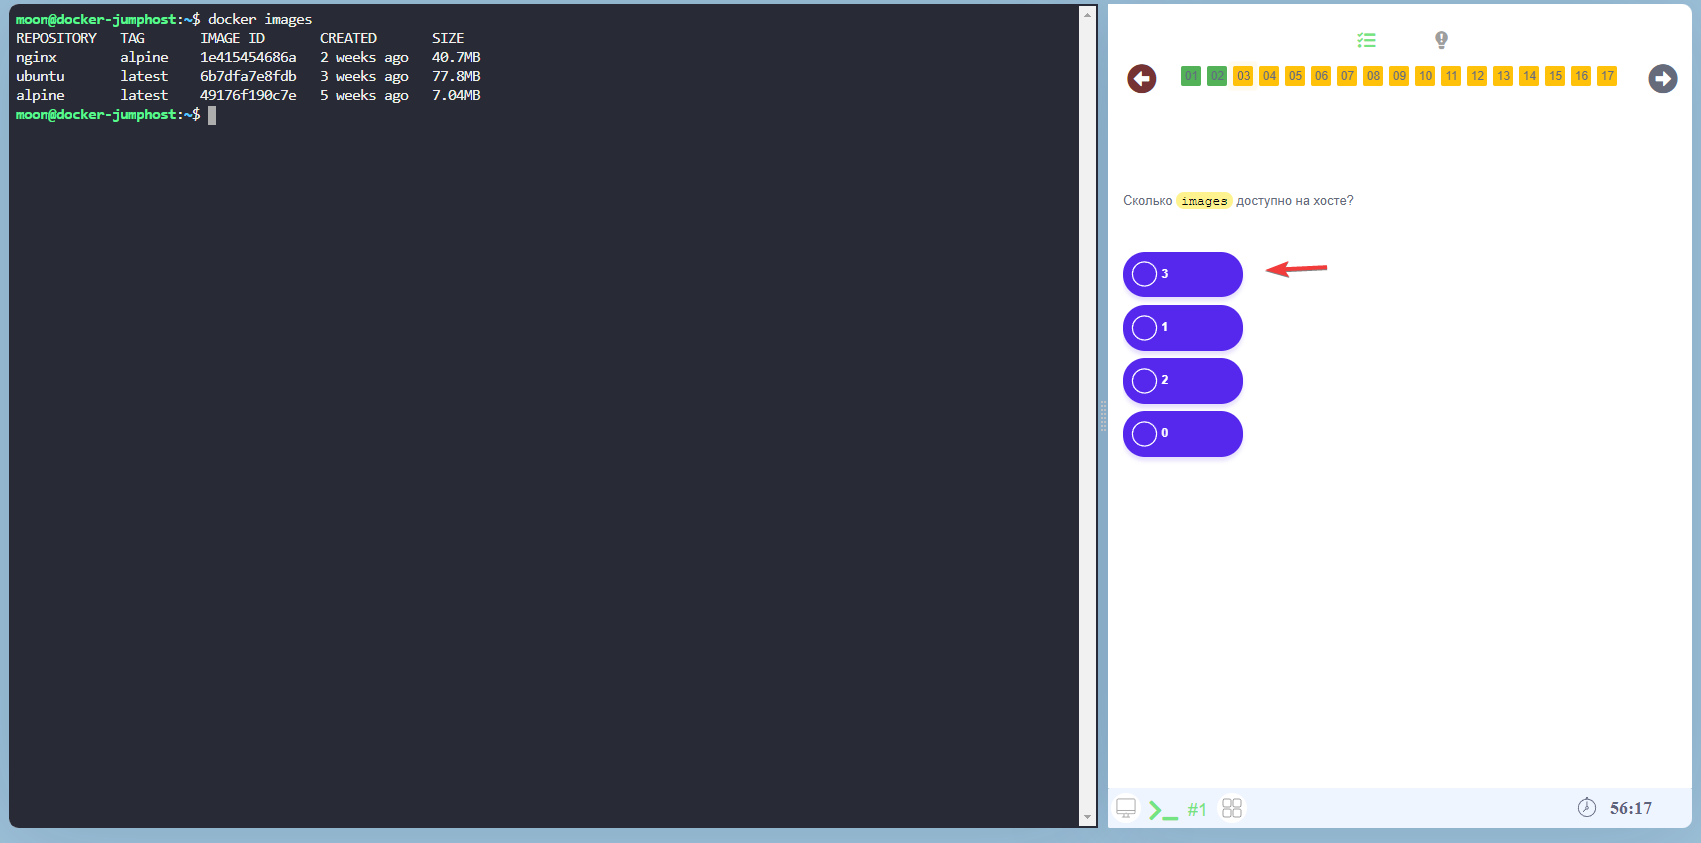 moon@docker-jumphost:~$ docker images
REPOSITORY TAG IMAGE ID CREATED SIZE
nginx alpine 1e415454686a 2 weeks ago 40.7MB
ubuntu latest 6b7dfa7e8fdb 3 weeks ago 77.8MB
alpine latest 49176f190c7e 5 weeks ago 7.04MB
moon@docker-jumphost:~$
01 02 03 04 05 06 07 08 09 10 11 12 13 14 15 16 17
Сколько images доступно на хосте?
3
1
2
0
#1
56:17